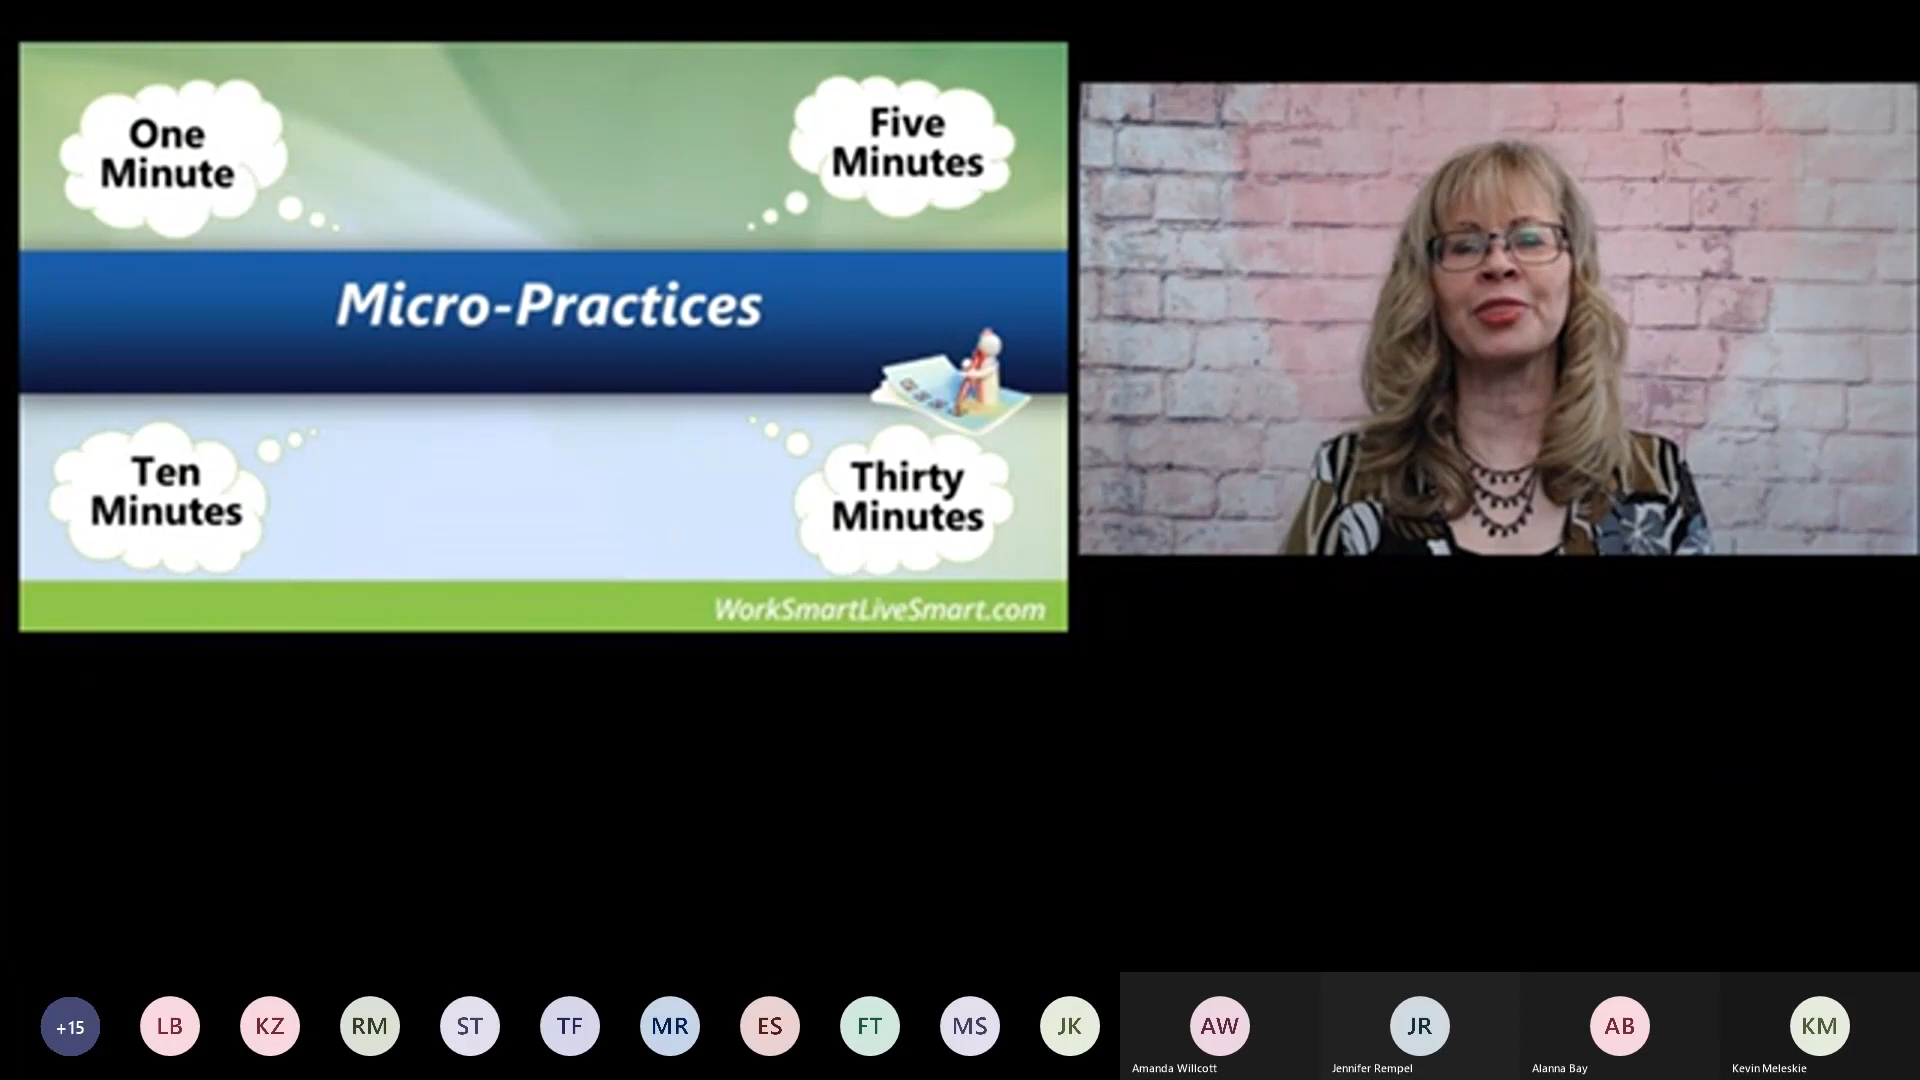 One
Minute
Five
Minutes
Micro-Practices
Ten
Minutes
Thirty
Minutes
WorkSmartLiveSmart.com
+15
LB
KZ
RM
ST
TF
MR
ES
FT
MS
JK
AW
JR
AB
KM
Amanda Willcott
Jennifer Rempel
Alanna Bay
Kevin Meleskie